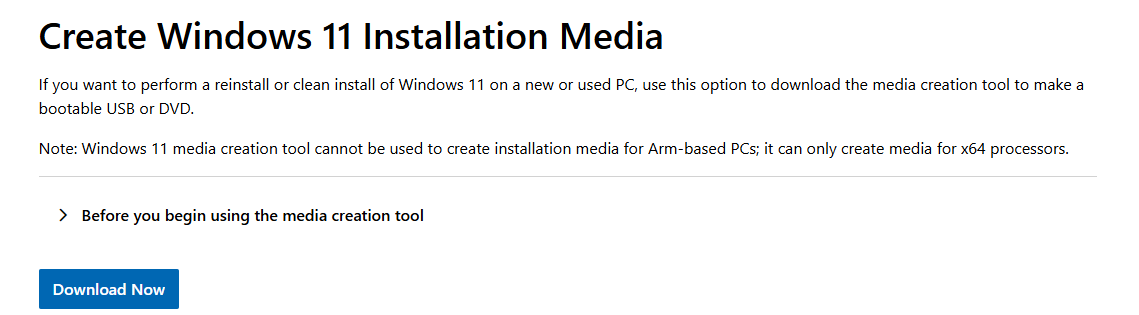 Create Windows 11 Installation Media
If you want to perform a reinstall or clean install of Windows 11 on a new or used PC, use this option to download the media creation tool to make a
bootable USB or DVD.
Note: Windows 11 media creation tool cannot be used to create installation media for Arm-based PCs; it can only create media for x64 processors.
Before you begin using the media creation tool
Download Now